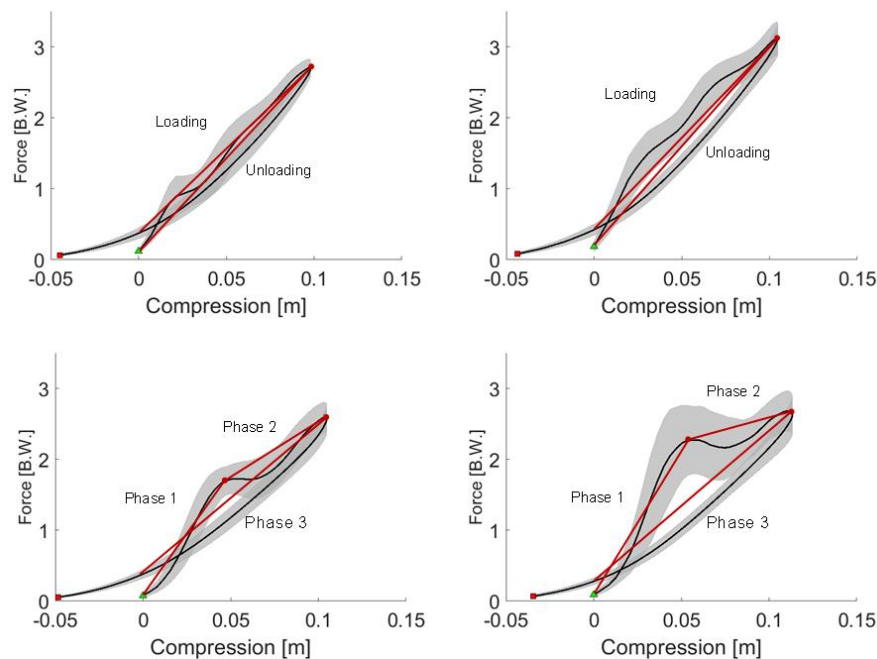 3
2
1
0
Force [B.W.]
Loading
Unloading
-0.05
0
0.05
0.1
0.15
Compression [m]
3
2
1
0
Force [B.W.]
Loading
Unloading
-0.05
0
0.05
0.1
0.15
Compression [m]
3
2
1
0
Force [B.W.]
Phase 2
Phase 1
Phase 3
-0.05
0
0.05
0.1
0.15
Compression [m]
3
2
1
0
Force [B.W.]
Phase 2
Phase 1
Phase 3
-0.05
0
0.05
0.1
0.15
Compression [m]